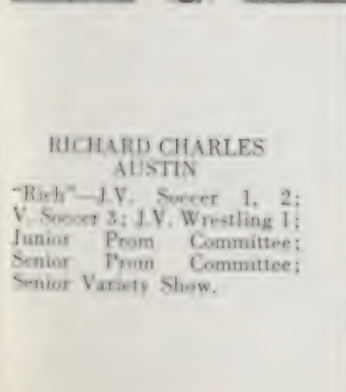 RICHARD CHARLES
AUSTIN
"Rich"—J.V. Soccer 1, 2;
V. Soccer 3; J.V. Wrestling 1;
Junior Prom Committee;
Senior Prom Committee;
Senior Variety Show.